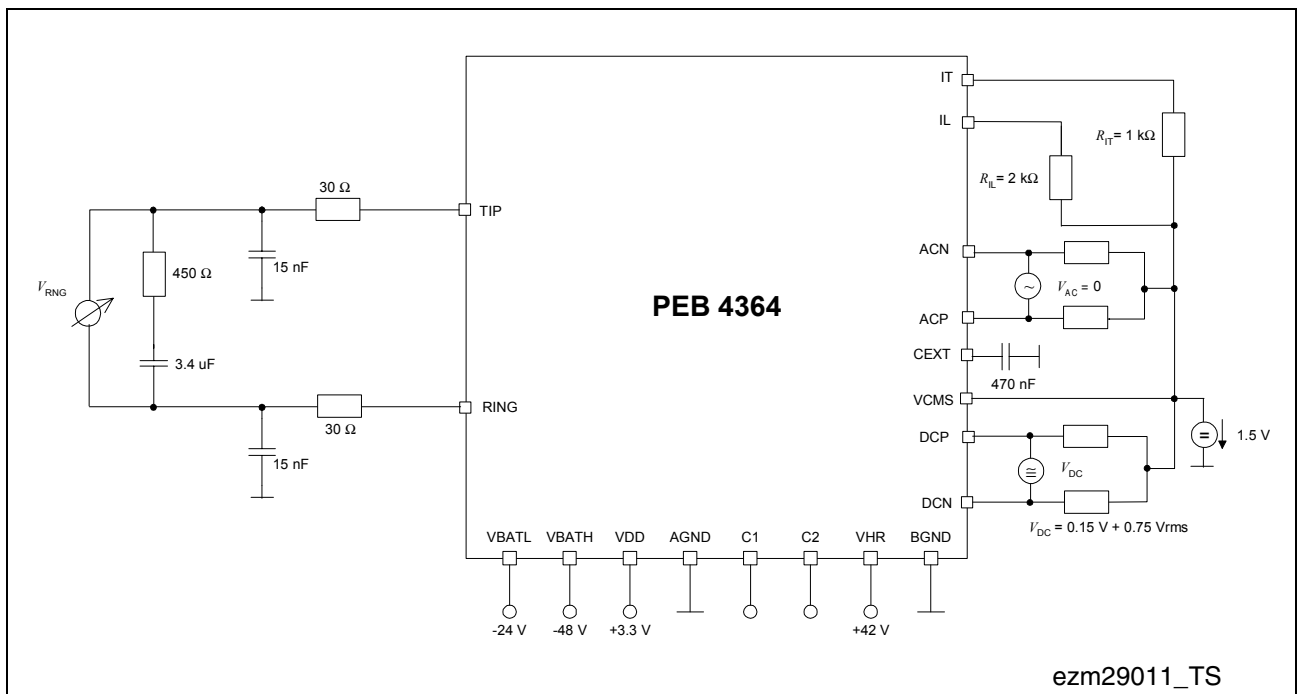 IT
IL
R_IT = 1 kΩ
R_IL = 2 kΩ
30 Ω
TIP
15 nF
450 Ω
V_RNG
3.4 uF
30 Ω
RING
15 nF
PEB 4364
ACN
V_AC = 0
ACP
CEXT
470 nF
VCMS
DCP
1.5 V
V_DC
DCN
V_DC = 0.15 V + 0.75 Vrms
VBATL VBATH VDD AGND C1 C2 VHR BGND
-24 V -48 V +3.3 V +42 V
ezm29011_TS